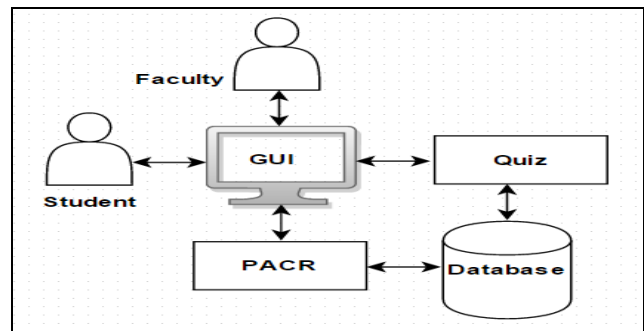 Faculty
GUI
Quiz
Student
PACR
Database